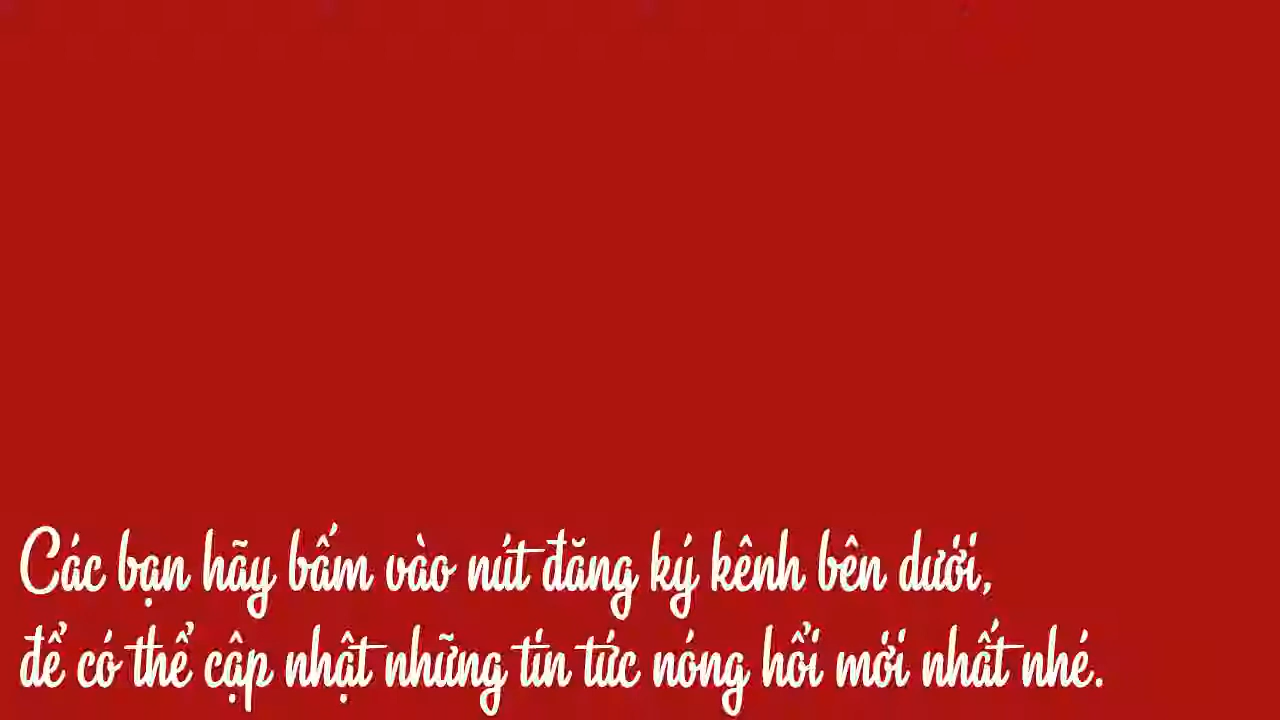 Các bạn hãy bấm vào nút đăng ký kênh bên dưới,
để có thể cập nhật những tin tức nóng hổi mới nhất nhé.